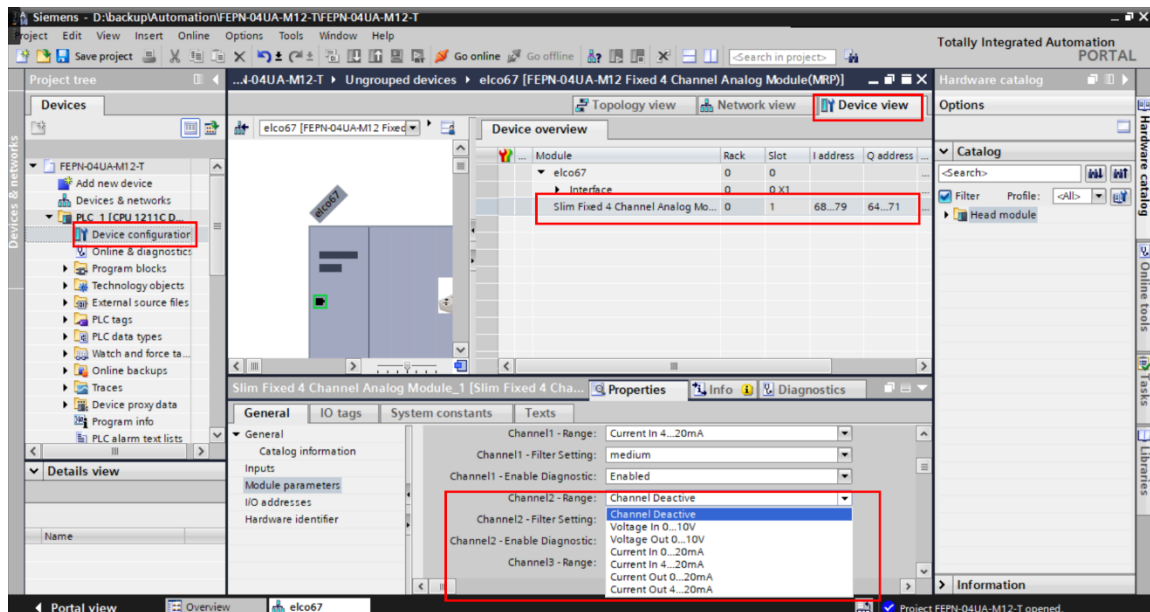 Siemens - D:\backup\Automation\FEPN-04UA-M12-T\FEPN-04UA-M12-T
Project Edit View Insert Online Options Tools Window Help
Totally Integrated Automation
PORTAL
Save project
Go online
Go offline
<Search in project>
Project tree
...-04UA-M12-T ▸ Ungrouped devices ▸ elco67 [FEPN-04UA-M12 Fixed 4 Channel Analog Module(MRP)]
Hardware catalog
Devices
Topology view
Network view
Device view
Options
elco67 [FEPN-04UA-M12 Fixed
Device overview
Devices & networks
FEPN-04UA-M12-T
Add new device
Devices & networks
PLC_1 [CPU 1211C D...
Device configuration
Online & diagnostics
Program blocks
Technology objects
External source files
PLC tags
PLC data types
Watch and force ta...
Online backups
Traces
Device proxy data
Program info
PLC alarm text lists
elco67
... Module Rack Slot I address Q address ...
elco67 0 0
Interface 0 0 X1
Slim Fixed 4 Channel Analog Mo... 0 1 68...79 64...71
Catalog
<Search>
Filter Profile: <All>
Head module
Hardware catalog
Online tools
Tasks
Libraries
Details view
Name
Slim Fixed 4 Channel Analog Module_1 [Slim Fixed 4 Cha...
Properties
Info
Diagnostics
General IO tags System constants Texts
General
Catalog information
Inputs
Module parameters
I/O addresses
Hardware identifier
Channel1 - Range: Current In 4...20mA
Channel1 - Filter Setting: medium
Channel1 - Enable Diagnostic: Enabled
Channel2 - Range: Channel Deactive
Channel2 - Filter Setting:
Channel2 - Enable Diagnostic:
Channel3 - Range:
Channel Deactive
Voltage In 0...10V
Voltage Out 0...10V
Current In 0...20mA
Current In 4...20mA
Current Out 0...20mA
Current Out 4...20mA
Information
Portal view
Overview
elco67
Project FEPN-04UA-M12-T opened.